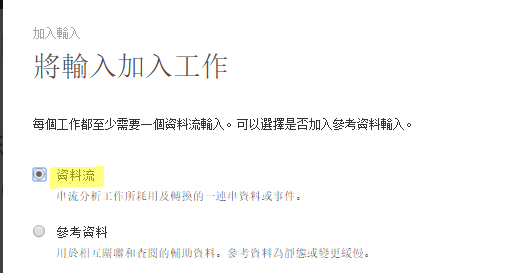 加入輸入
將輸入加入工作
每個工作都至少需要一個資料流輸入。可以選擇是否加入參考資料輸入。
資料流
串流分析工作所耗用及轉換的一連串資料或事件。
參考資料
用於相互關聯和查閱的輔助資料。參考資料為靜態或變更緩慢。